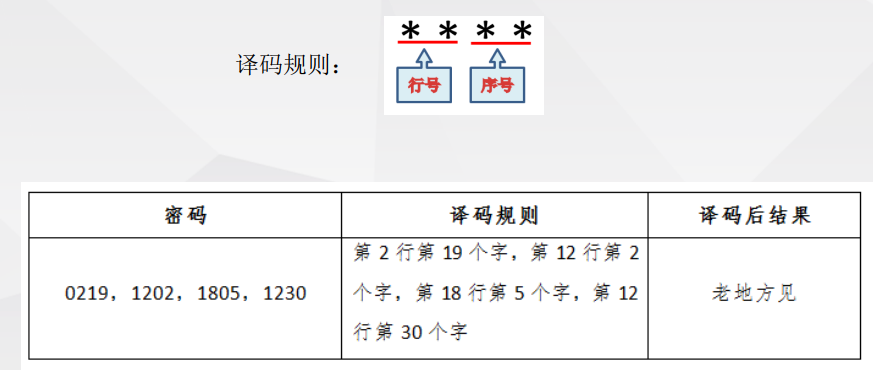 * * * *
译码规则：
行号 序号
密码 译码规则 译码后结果
第 2 行第 19 个字，第 12 行第 2
0219，1202，1805，1230 个字，第 18 行第 5 个字，第 12 老地方见
行第 30 个字